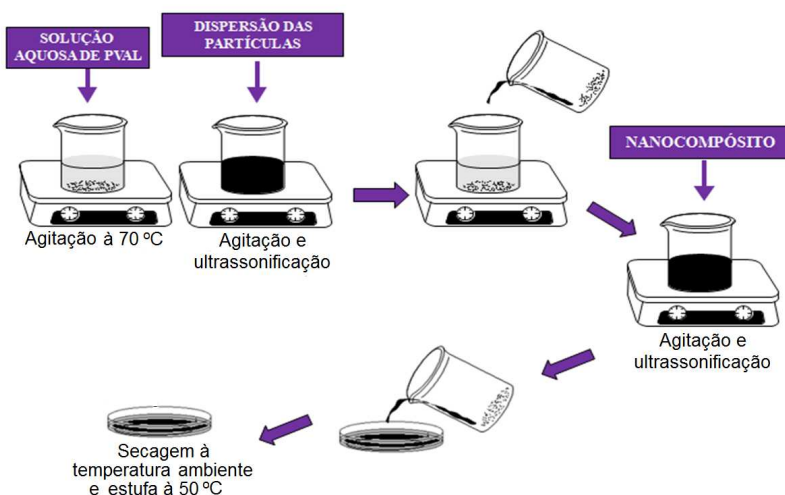 SOLUÇÃO
AQUOSA DE PVAL
DISPERSÃO DAS
PARTÍCULAS
Agitação à 70 ºC
Agitação e
ultrassonificação
NANOCOMPÓSITO
Agitação e
ultrassonificação
Secagem à
temperatura ambiente
e estufa à 50 ºC